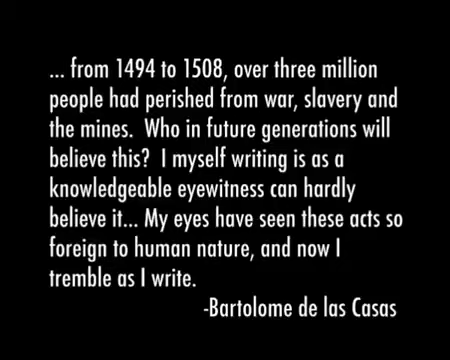 ... from 1494 to 1508, over three million
people had perished from war, slavery and
the mines.  Who in future generations will
believe this?  I myself writing is as a
knowledgeable eyewitness can hardly
believe it... My eyes have seen these acts so
foreign to human nature, and now I
tremble as I write.
-Bartolome de las Casas